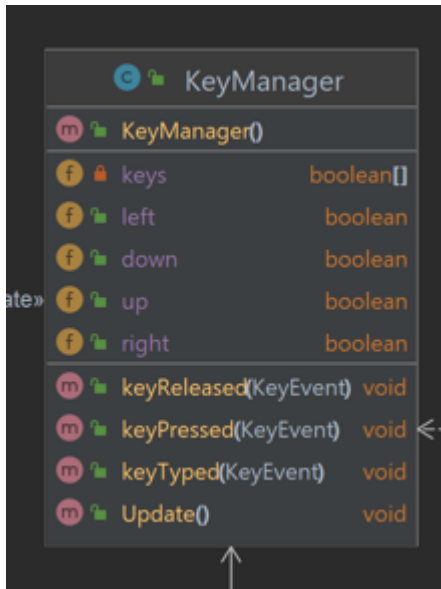 KeyManager
KeyManager()
keys boolean[]
left boolean
down boolean
ate» up boolean
right boolean
keyReleased(KeyEvent) void
keyPressed(KeyEvent) void
keyTyped(KeyEvent) void
Update() void